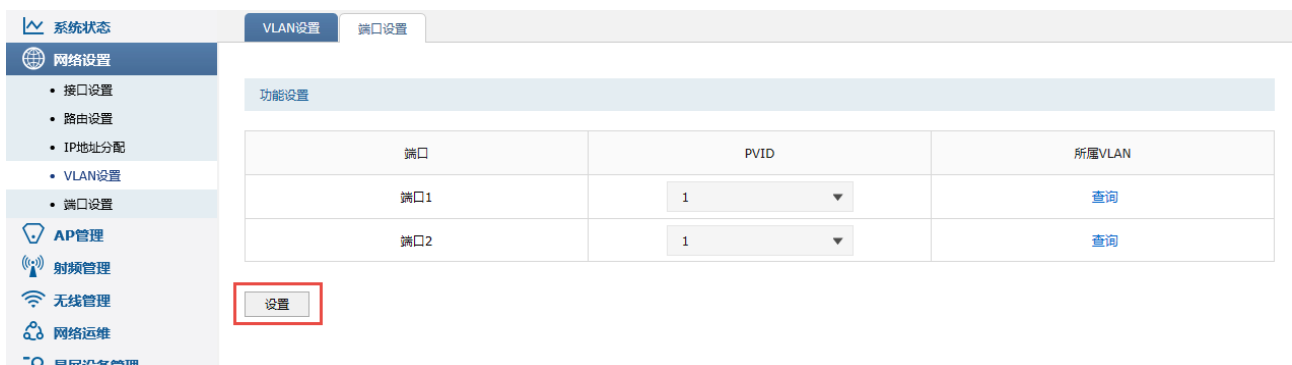 系统状态
网络设置
• 接口设置
• 路由设置
• IP地址分配
• VLAN设置
• 端口设置
AP管理
射频管理
无线管理
网络运维
VLAN设置 端口设置
功能设置
端口 PVID 所属VLAN
端口1 1 查询
端口2 1 查询
设置